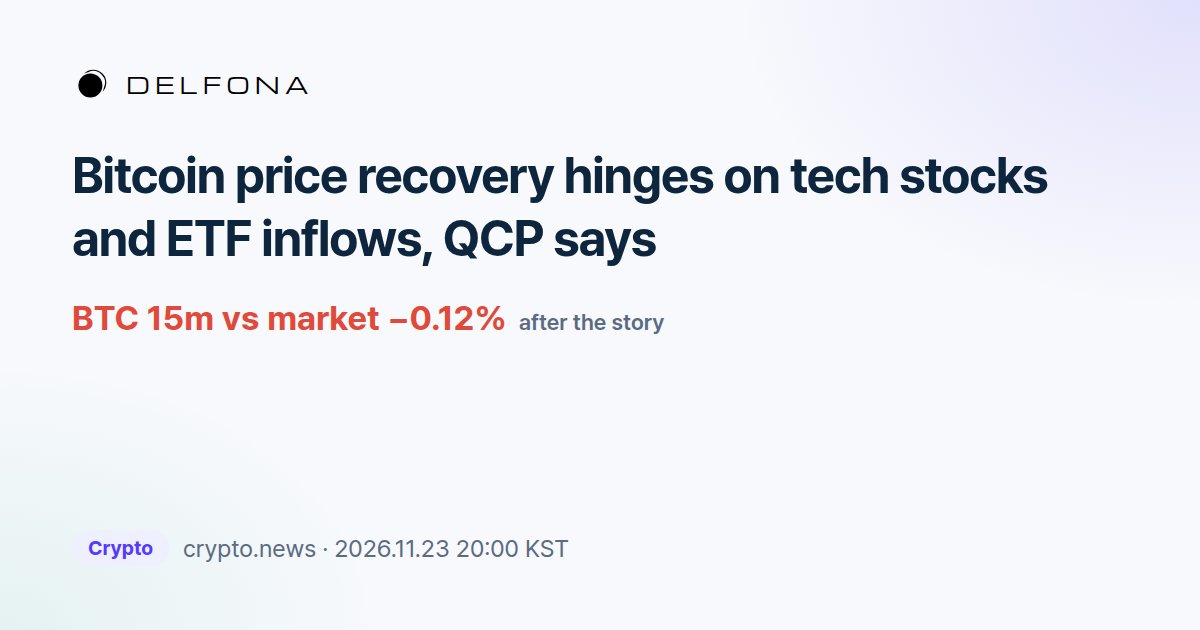 DELFONA
Bitcoin price recovery hinges on tech stocks
and ETF inflows, QCP says
BTC 15m vs market −0.12% after the story
Crypto crypto.news · 2026.11.23 20:00 KST